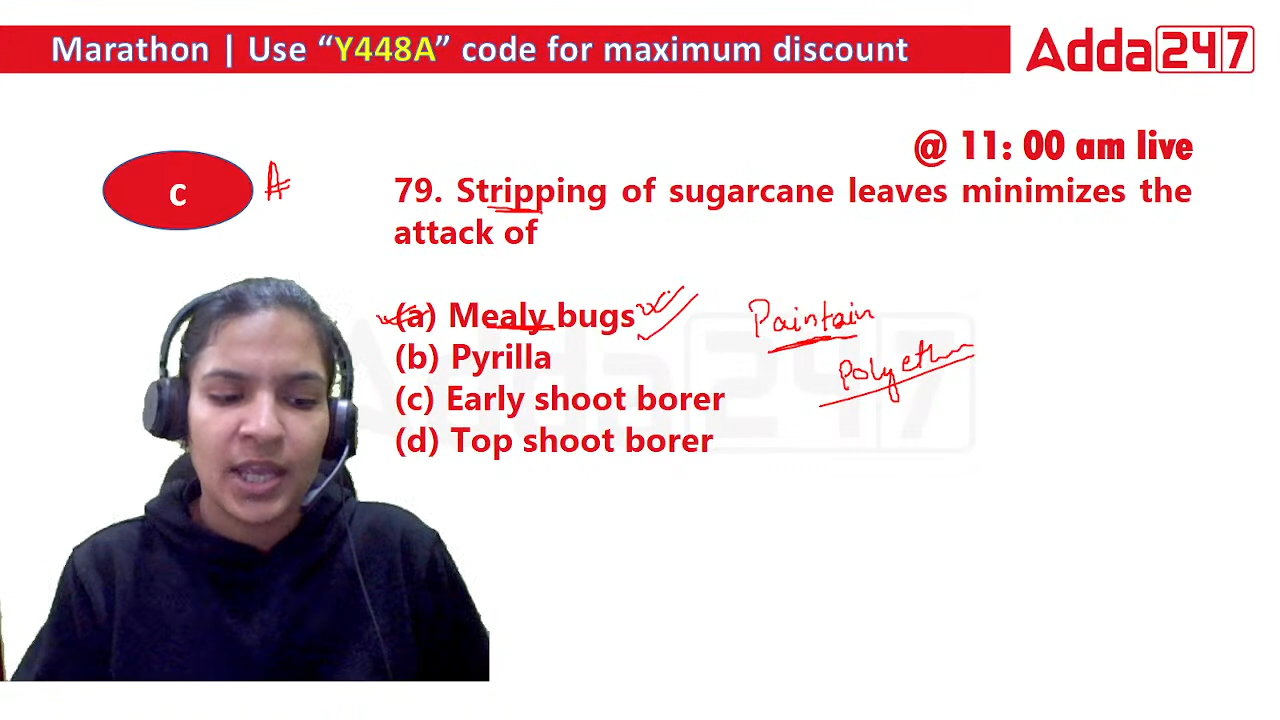 Marathon | Use “Y448A” code for maximum discount
Adda247
@ 11: 00 am live
C A
79. Stripping of sugarcane leaves minimizes the
attack of
(a) Mealy bugs
(b) Pyrilla
(c) Early shoot borer
(d) Top shoot borer
Paintain
Adda247